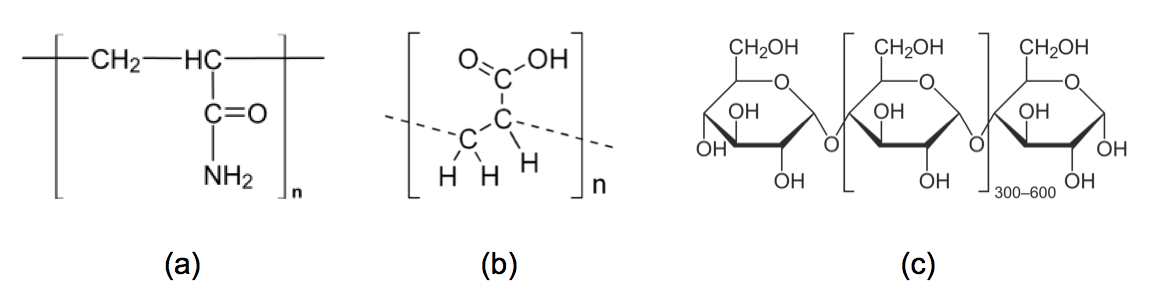 CH₂ HC
C=O
NH₂
n
(a)
O C OH
C
C
H H H
n
(b)
CH₂OH CH₂OH CH₂OH
O O O
OH OH OH
OH O O OH
OH OH OH
300–600
(c)